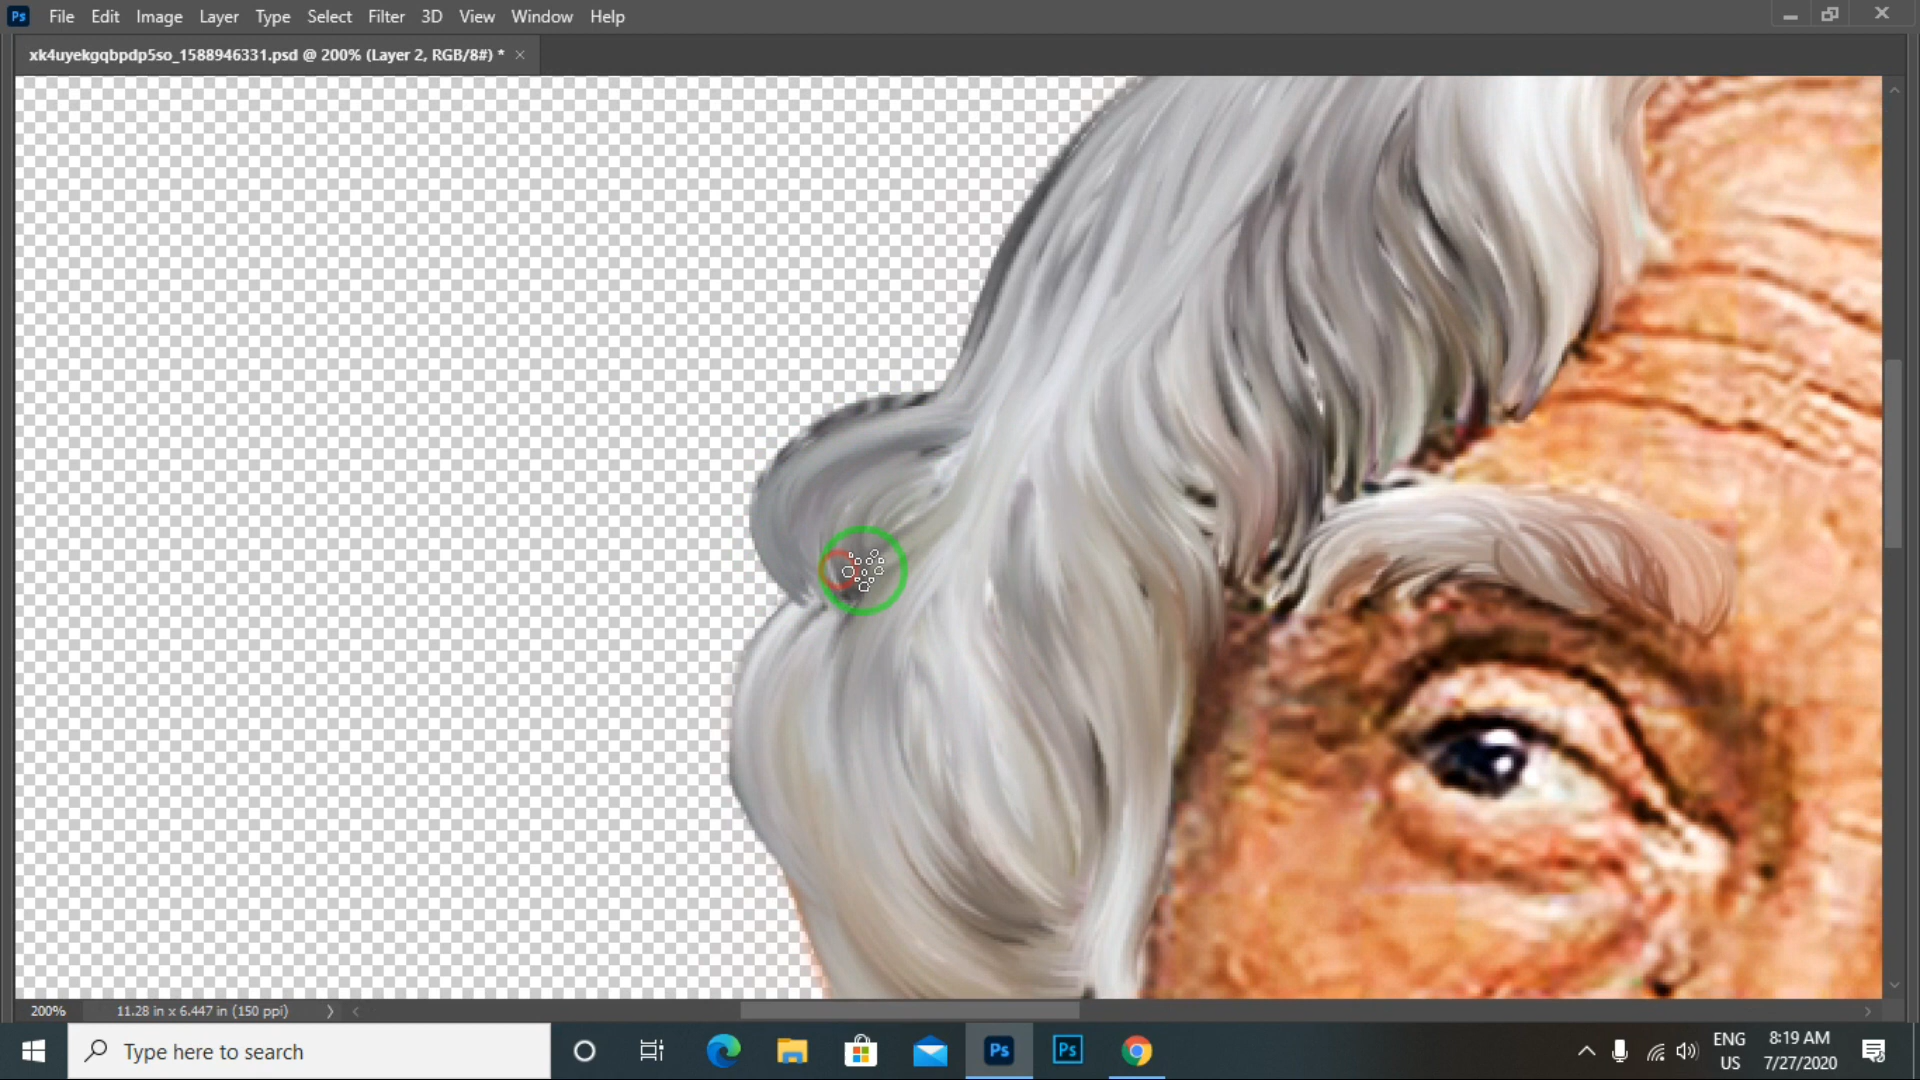 Ps File Edit Image Layer Type Select Filter 3D View Window Help
xk4uyekgqbpdp5so_1588946331.psd @ 200% (Layer 2, RGB/8#) *
200% 11.28 in x 6.447 in (150 ppi)
Type here to search
Ps
Ps
ENG
US
8:19 AM
7/27/2020